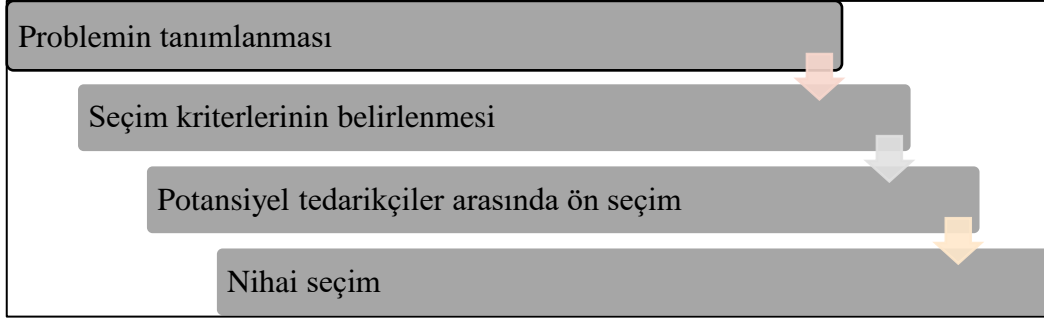 Problemin tanımlanması
Seçim kriterlerinin belirlenmesi
Potansiyel tedarikçiler arasında ön seçim
Nihai seçim